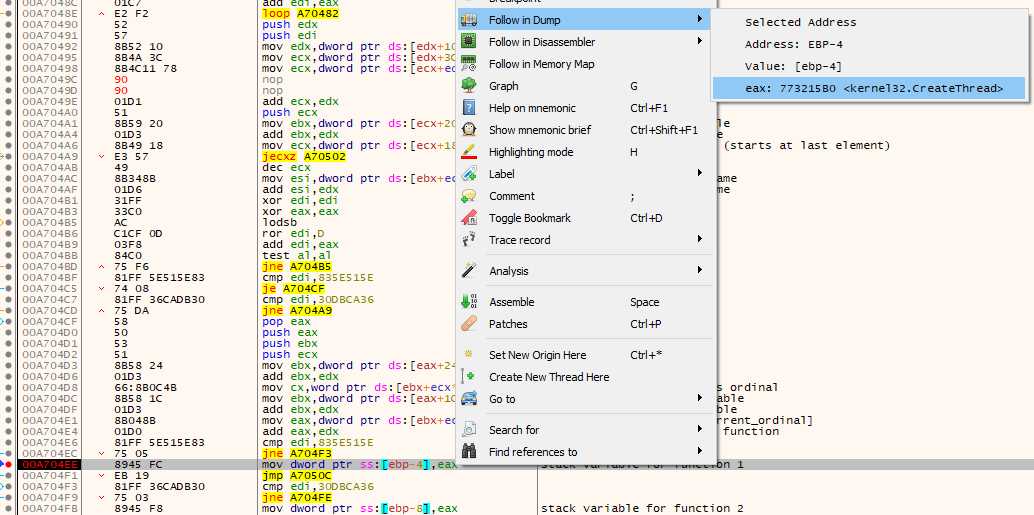 00A7048C 01C7 add edi,eax Breakpoint
00A7048E E2 F2 loop A70482 Follow in Dump Selected Address
00A70490 52 push edx
00A70491 57 push edi Follow in Disassembler Address: EBP-4
00A70492 8B52 10 mov edx,dword ptr ds:[edx+10
00A70495 8B4A 3C mov ecx,dword ptr ds:[edx+3C Follow in Memory Map Value: [ebp-4]
00A70498 8B4C11 78 mov ecx,dword ptr ds:[ecx+ed
00A7049C 90 nop Graph G eax: 773215B0 <kernel32.CreateThread>
00A7049D 90 nop
00A7049E 01D1 add ecx,edx Help on mnemonic Ctrl+F1
00A704A0 51 push ecx
00A704A1 8B59 20 mov ebx,dword ptr ds:[ecx+20 Show mnemonic brief Ctrl+Shift+F1 le
00A704A4 01D3 add ebx,edx e
00A704A6 8B49 18 mov ecx,dword ptr ds:[ecx+18 Highlighting mode H (starts at last element)
00A704A9 E3 57 jecxz A70502
00A704AB 49 dec ecx Label
00A704AC 8B348B mov esi,dword ptr ds:[ebx+ec ame
00A704AF 01D6 add esi,edx Comment ; me
00A704B1 31FF xor edi,edi
00A704B3 33C0 xor eax,eax Toggle Bookmark Ctrl+D
00A704B5 AC lodsb
00A704B6 C1CF 0D ror edi,D Trace record
00A704B9 03F8 add edi,eax
00A704BB 84C0 test al,al
00A704BD 75 F6 jne A704B5 Analysis
00A704BF 81FF 5E515E83 cmp edi,835E515E
00A704C5 74 08 je A704CF Assemble Space
00A704C7 81FF 36CADB30 cmp edi,30DBCA36
00A704CD 75 DA jne A704A9
00A704CF 58 pop eax Patches Ctrl+P
00A704D0 50 push eax
00A704D1 53 push ebx Set New Origin Here Ctrl+*
00A704D2 51 push ecx
00A704D3 8B58 24 mov ebx,dword ptr ds:[eax+24
00A704D6 01D3 add ebx,edx Create New Thread Here
00A704D8 66:8B0C4B mov cx,word ptr ds:[ebx+ecx* s ordinal
00A704DC 8B58 1C mov ebx,dword ptr ds:[eax+1C Go to able
00A704DF 01D3 add ebx,edx ble
00A704E1 8B048B mov eax,dword ptr ds:[ebx+ec rrent_ordinal]
00A704E4 01D0 add eax,edx Search for function
00A704E6 81FF 5E515E83 cmp edi,835E515E
00A704EC 75 05 jne A704F3 Find references to
00A704EE 8945 FC mov dword ptr ss:[ebp-4],eax stack variable for function 1
00A704F1 EB 19 jmp A7050C
00A704F3 81FF 36CADB30 cmp edi,30DBCA36
00A704F9 75 03 jne A704FE
00A704FB 8945 F8 mov dword ptr ss:[ebp-8],eax stack variable for function 2